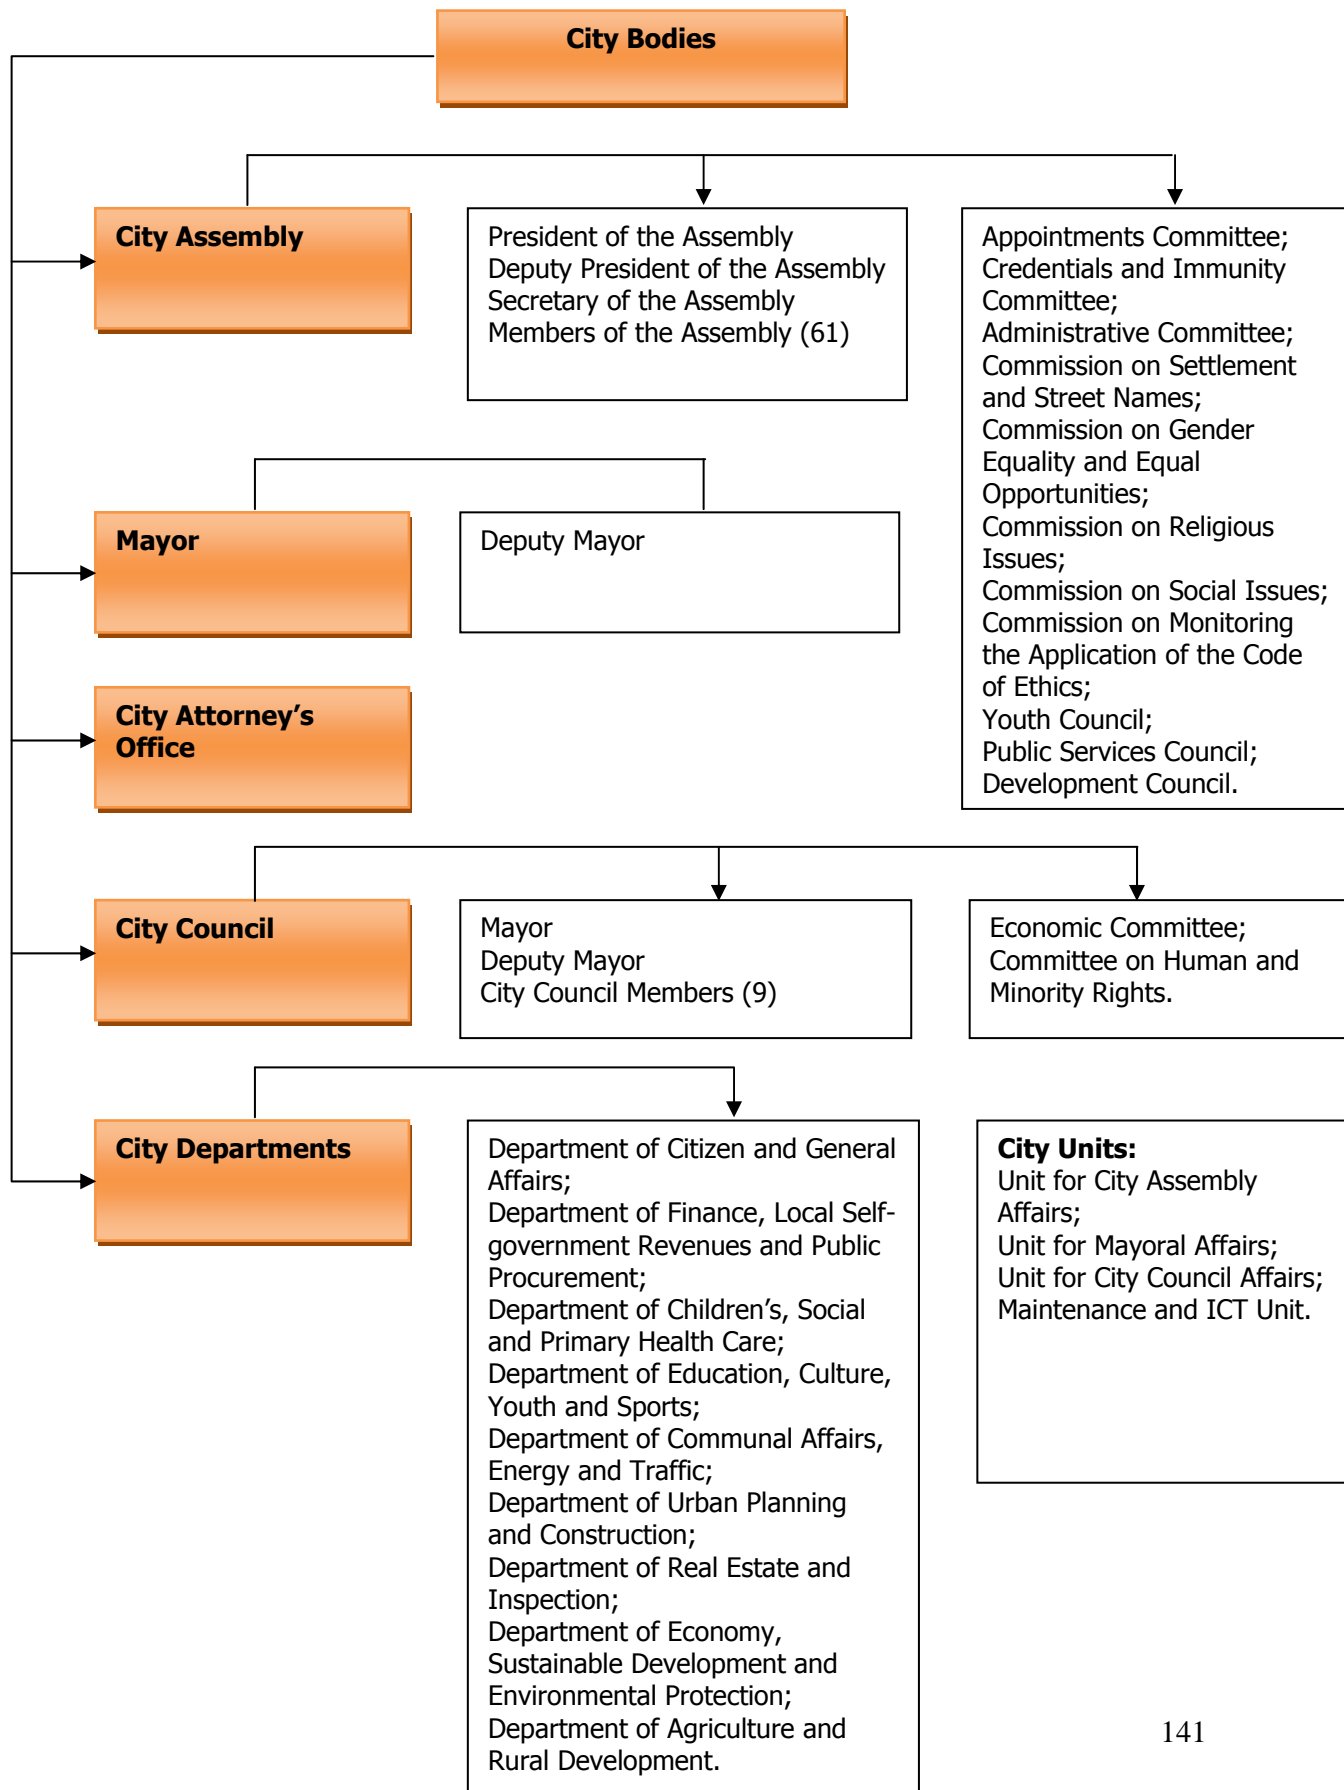 City Bodies
City Assembly
President of the Assembly
Deputy President of the Assembly
Secretary of the Assembly
Members of the Assembly (61)
Appointments Committee;
Credentials and Immunity
Committee;
Administrative Committee;
Commission on Settlement
and Street Names;
Commission on Gender
Equality and Equal
Opportunities;
Commission on Religious
Issues;
Commission on Social Issues;
Commission on Monitoring
the Application of the Code
of Ethics;
Youth Council;
Public Services Council;
Development Council.
Mayor
Deputy Mayor
City Attorney’s
Office
City Council
Mayor
Deputy Mayor
City Council Members (9)
Economic Committee;
Committee on Human and
Minority Rights.
City Departments
Department of Citizen and General
Affairs;
Department of Finance, Local Self-
government Revenues and Public
Procurement;
Department of Children’s, Social
and Primary Health Care;
Department of Education, Culture,
Youth and Sports;
Department of Communal Affairs,
Energy and Traffic;
Department of Urban Planning
and Construction;
Department of Real Estate and
Inspection;
Department of Economy,
Sustainable Development and
Environmental Protection;
Department of Agriculture and
Rural Development.
City Units:
Unit for City Assembly
Affairs;
Unit for Mayoral Affairs;
Unit for City Council Affairs;
Maintenance and ICT Unit.
141